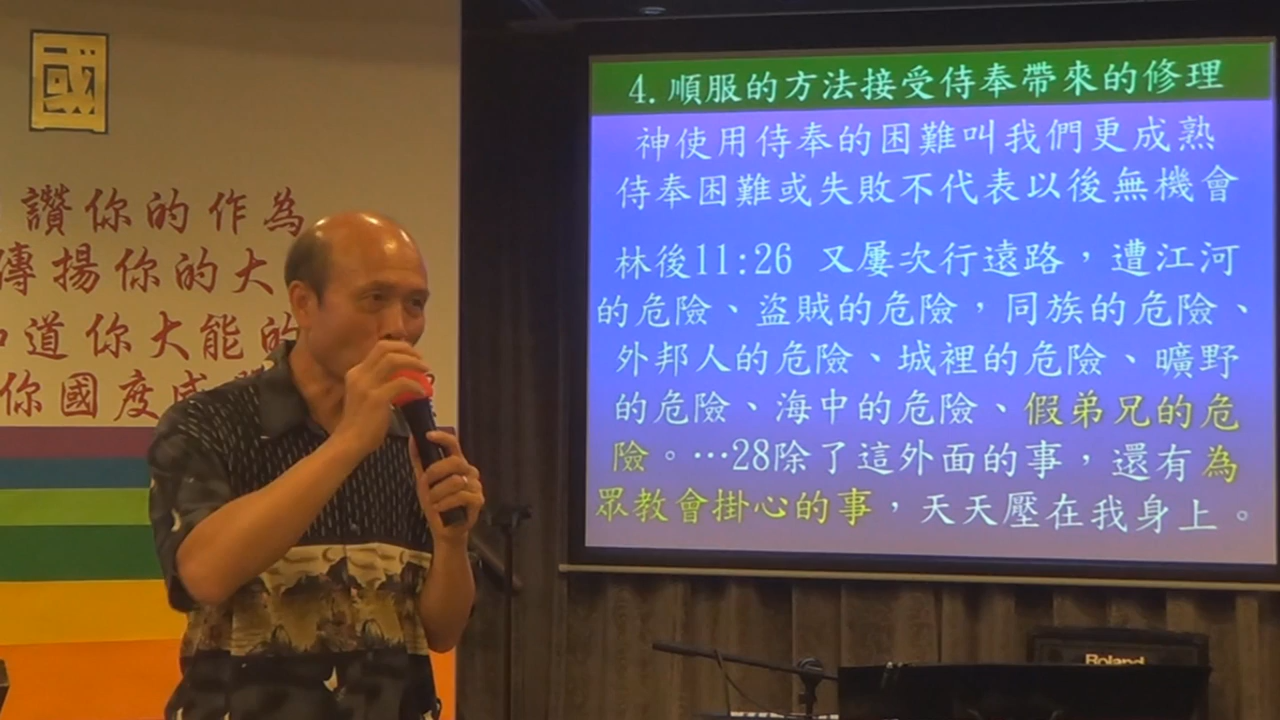 國
讚你的作為
傳揚你的大
道你大能的
你國度
4.順服的方法接受侍奉帶來的修理
神使用侍奉的困難叫我們更成熟
侍奉困難或失敗不代表以後無機會
林後11:26 又屢次行遠路，遭江河
的危險、盜賊的危險，同族的危險、
外邦人的危險、城裡的危險、曠野
的危險、海中的危險、假弟兄的危
險。…28除了這外面的事，還有為
眾教會掛心的事，天天壓在我身上。
Roland